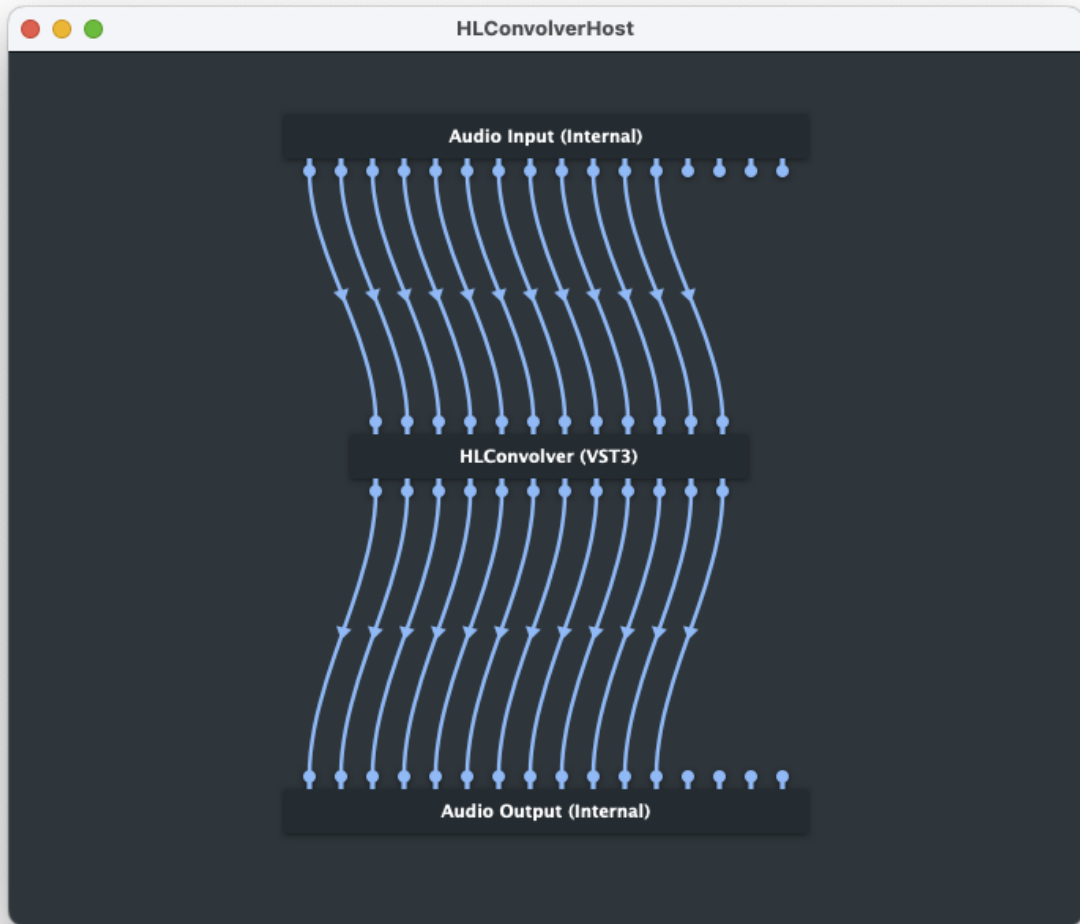 HLConvolverHost
Audio Input (Internal)
HLConvolver (VST3)
Audio Output (Internal)